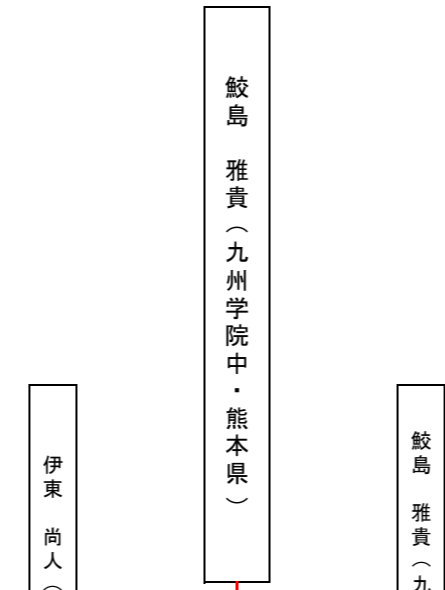 鮫島　雅貴（九州学院中・熊本県）
鮫島　雅貴（九
伊東　尚人（